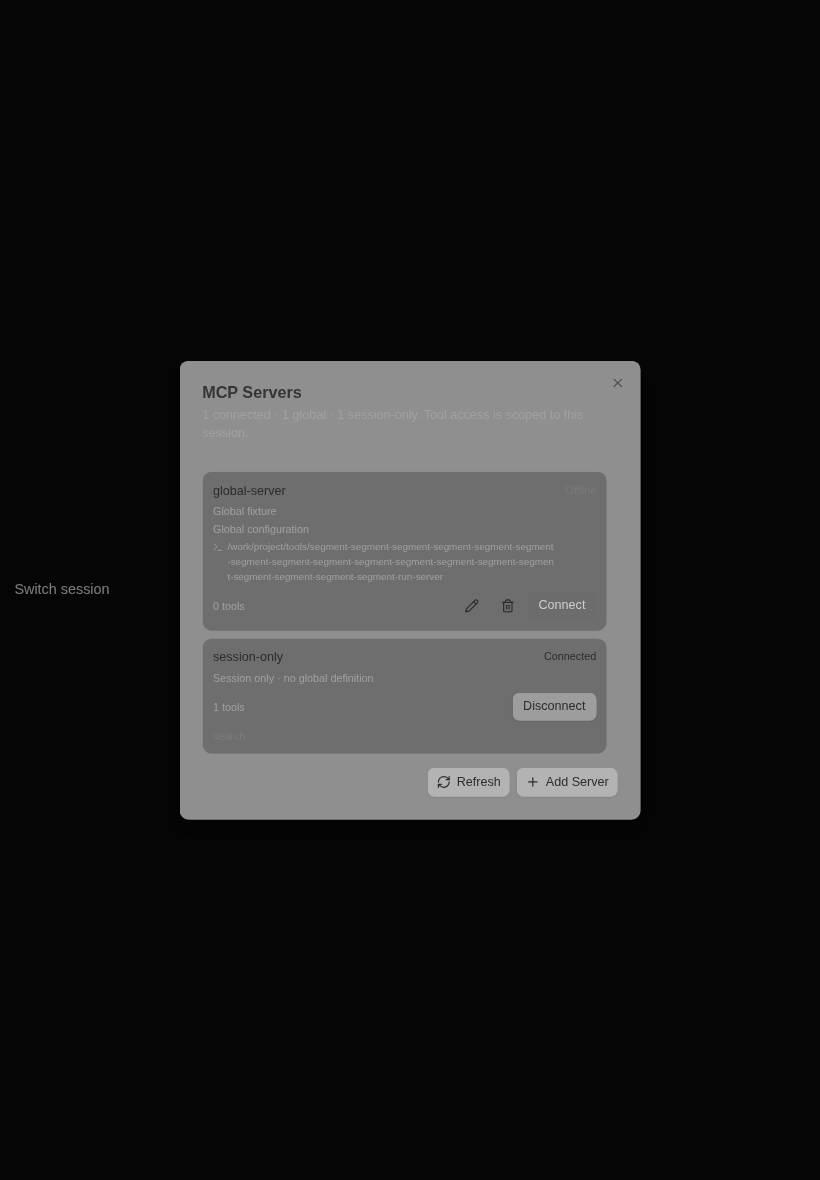 MCP Servers
1 connected · 1 global · 1 session-only. Tool access is scoped to this
session.
global-server
Offline
Global fixture
Global configuration
/work/project/tools/segment-segment-segment-segment-segment-segment
-segment-segment-segment-segment-segment-segment-segment-segmen
t-segment-segment-segment-segment-run-server
Switch session
0 tools
Connect
session-only
Connected
Session only · no global definition
1 tools
Disconnect
search
Refresh
Add Server